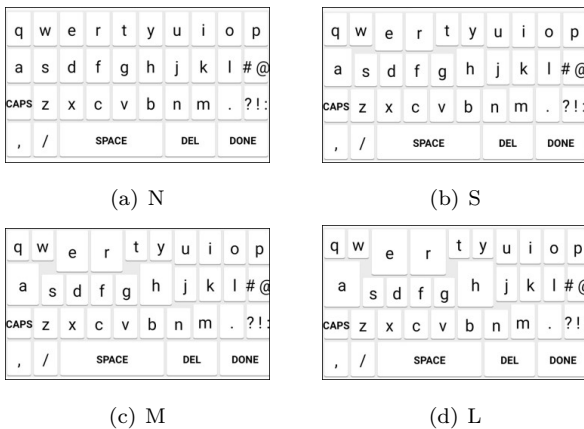 q w e r t y u i o p
a s d f g h j k l #@
CAPS z x c v b n m . ?!:
, / SPACE DEL DONE
(a) N
q w e r t y u i o p
a s d f g h j k l #@
CAPS z x c v b n m . ?!:
, / SPACE DEL DONE
(b) S
q w e r t y u i o p
a s d f g h j k l #@
CAPS z x c v b n m . ?!:
, / SPACE DEL DONE
(c) M
q w e r t y u i o p
a s d f g h j k l #@
CAPS z x c v b n m . ?!:
, / SPACE DEL DONE
(d) L